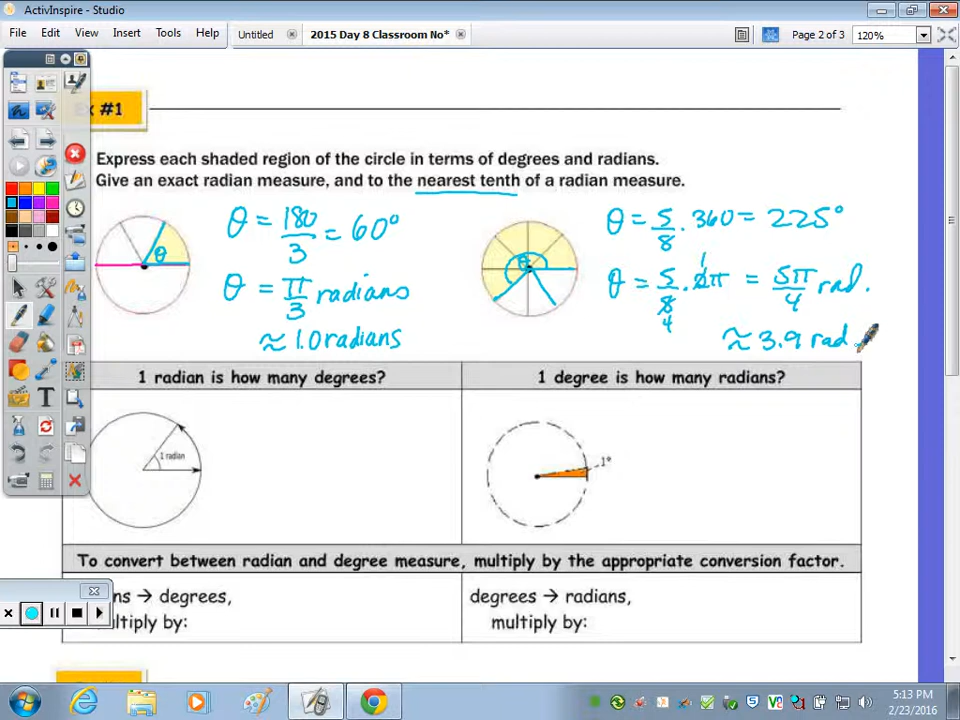 ActivInspire - Studio
File Edit View Insert Tools Help Untitled 2015 Day 8 Classroom No* Page 2 of 3 120%
Ex #1
Express each shaded region of the circle in terms of degrees and radians.
Give an exact radian measure, and to the nearest tenth of a radian measure.
θ = 180/3 = 60°
θ = π/3 radians
≈ 1.0 radians
θ
θ = 5/8 · 360 = 225°
θ = 5/8 · 2π = 5π/4 rad.
1
4
≈ 3.9 rad
θ
1 radian is how many degrees?
1 degree is how many radians?
1 radian
1°
To convert between radian and degree measure, multiply by the appropriate conversion factor.
ns → degrees,
ltiply by:
degrees → radians,
multiply by:
5:13 PM
2/23/2016